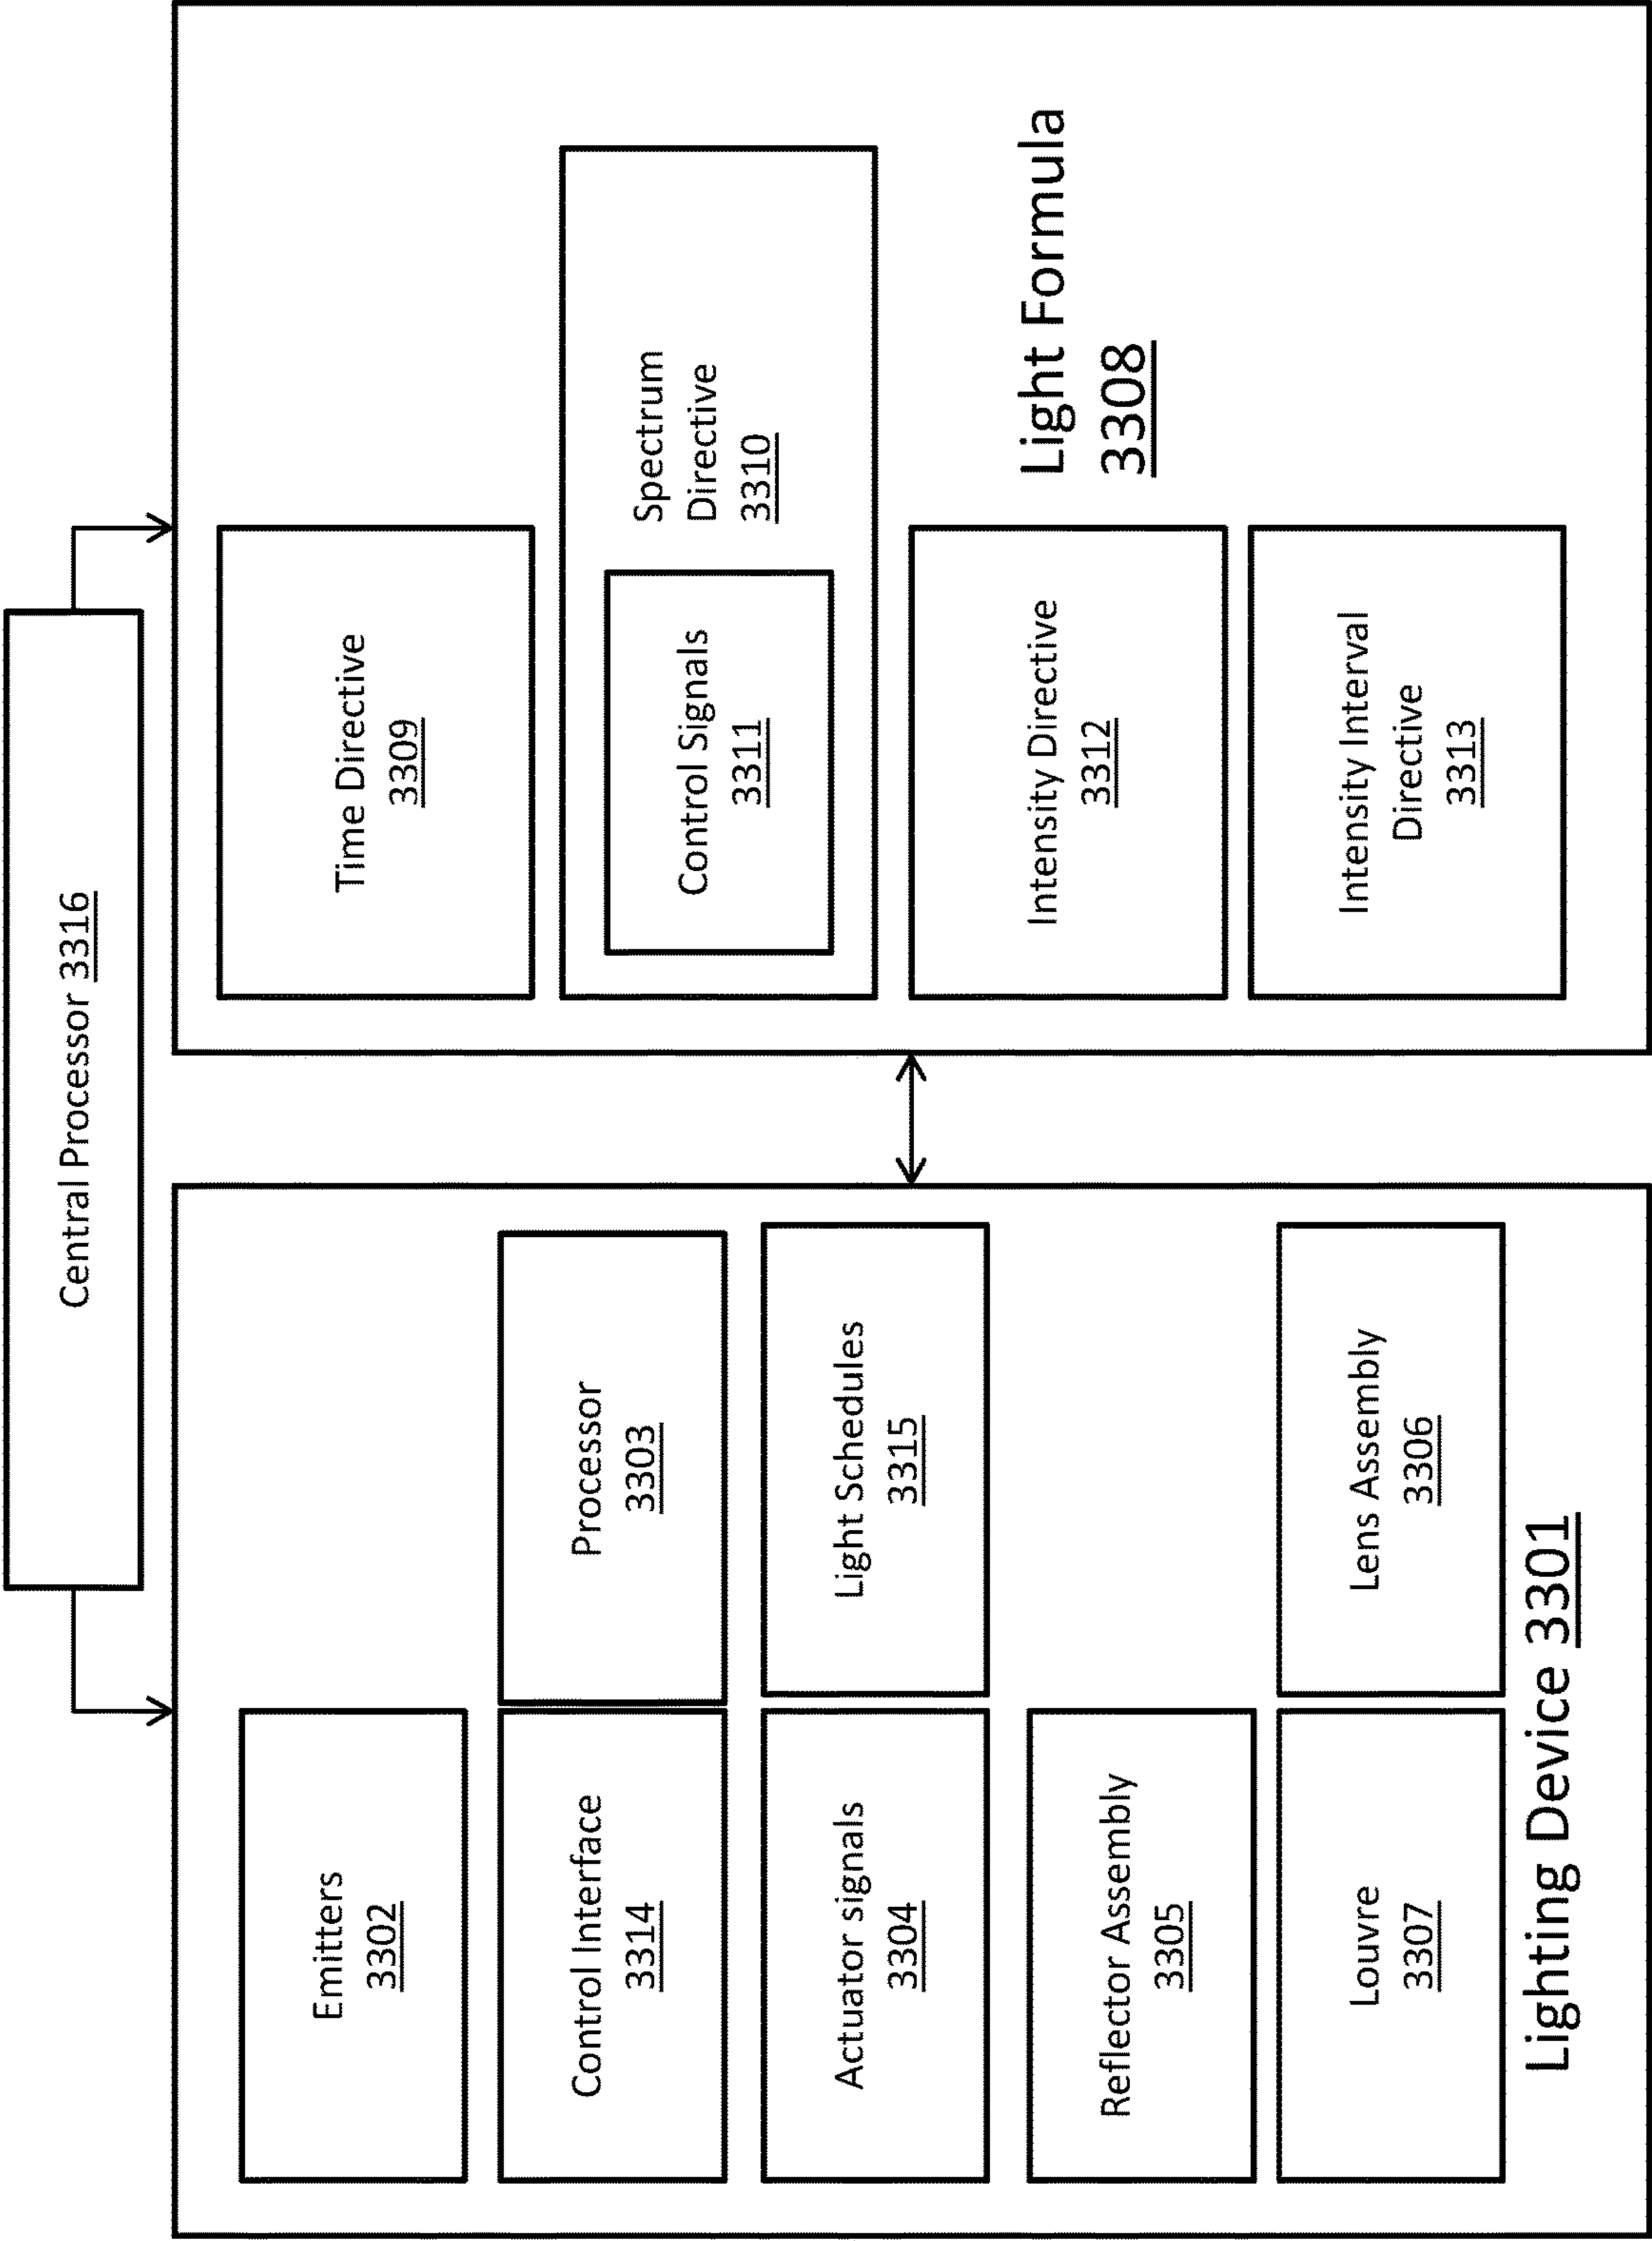 Central Processor 3316
Emitters
3302
Control Interface
3314
Processor
3303
Actuator signals
3304
Light Schedules
3315
Reflector Assembly
3305
Louvre
3307
Lens Assembly
3306
Lighting Device 3301
Time Directive
3309
Spectrum
Directive
3310
Control Signals
3311
Intensity Directive
3312
Intensity Interval
Directive
3313
Light Formula
3308